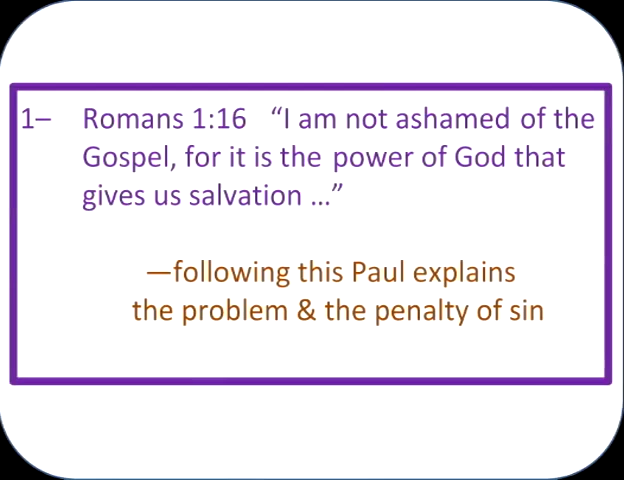 1– Romans 1:16 “I am not ashamed of the
Gospel, for it is the power of God that
gives us salvation …”
—following this Paul explains
the problem & the penalty of sin